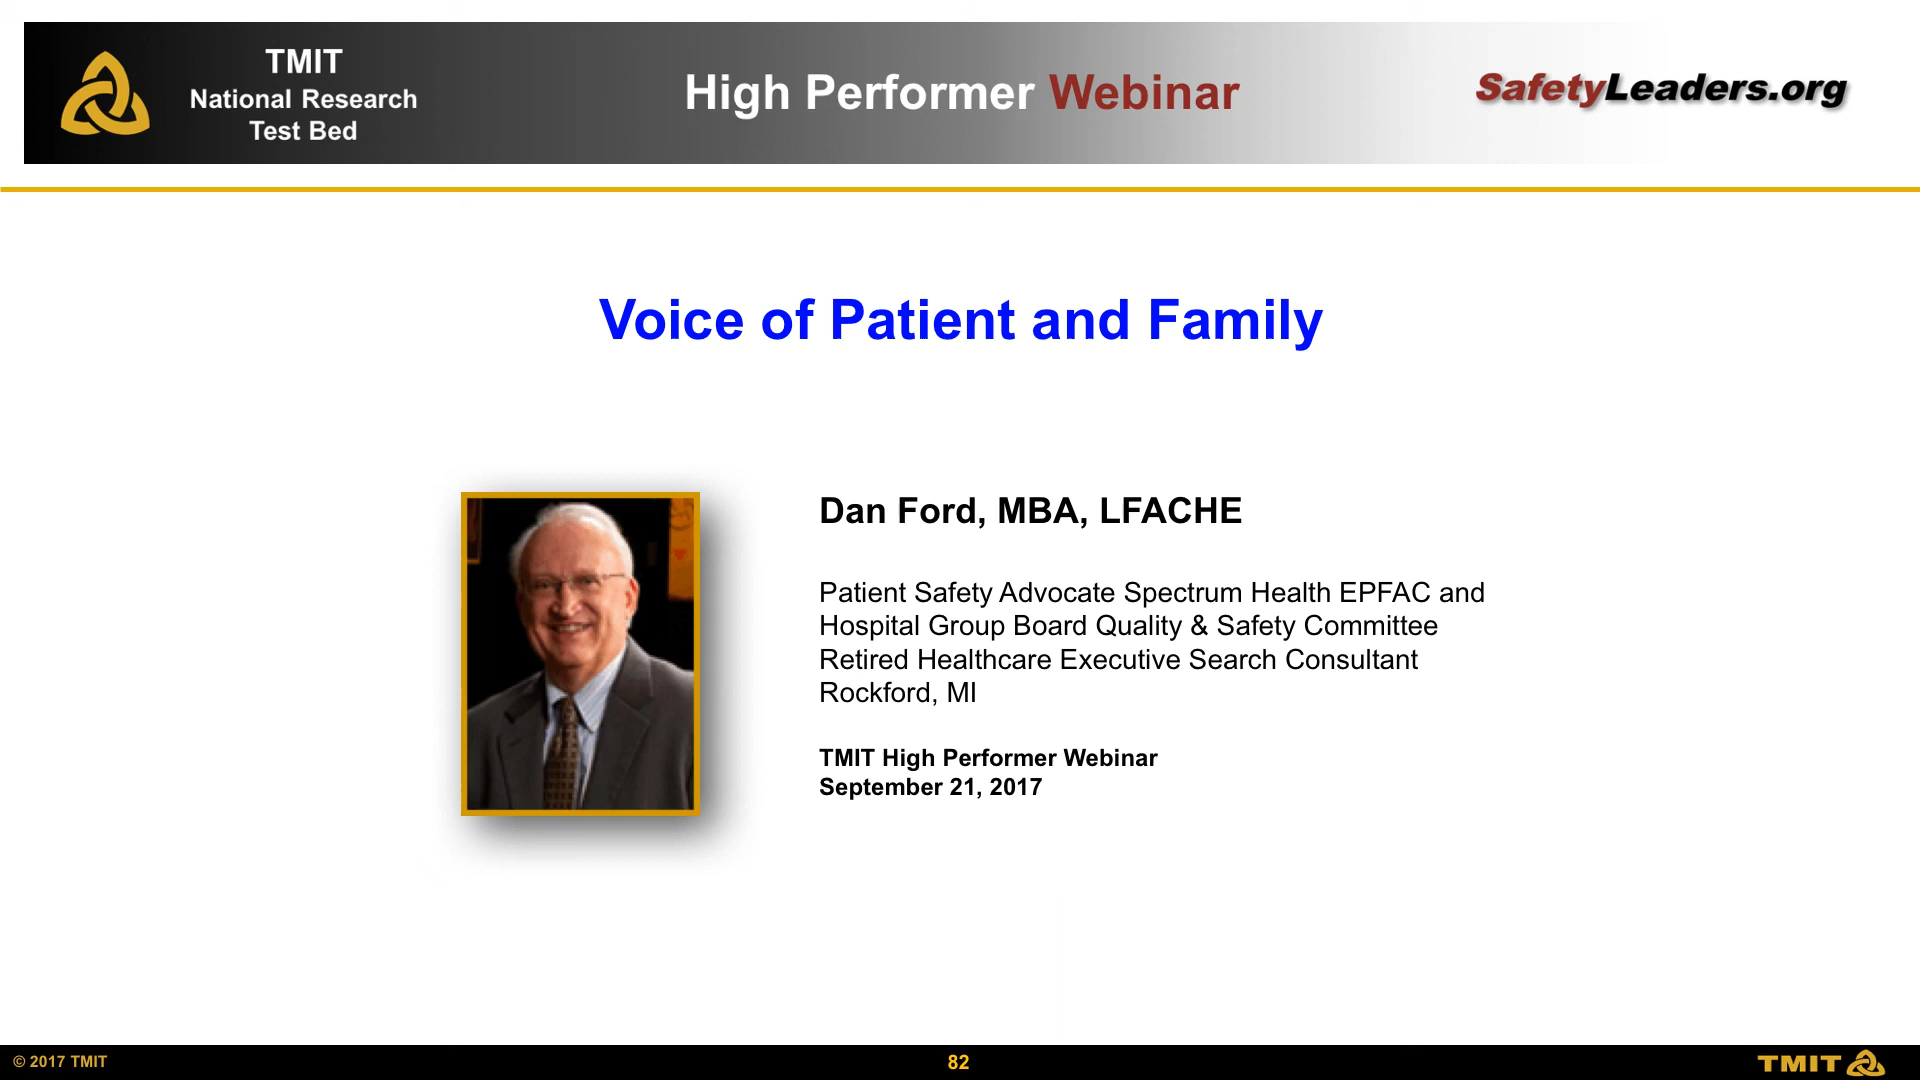 TMIT
National Research
Test Bed
High Performer Webinar
SafetyLeaders.org
Voice of Patient and Family
Dan Ford, MBA, LFACHE
Patient Safety Advocate Spectrum Health EPFAC and
Hospital Group Board Quality & Safety Committee
Retired Healthcare Executive Search Consultant
Rockford, MI
TMIT High Performer Webinar
September 21, 2017
© 2017 TMIT
82
TMIT